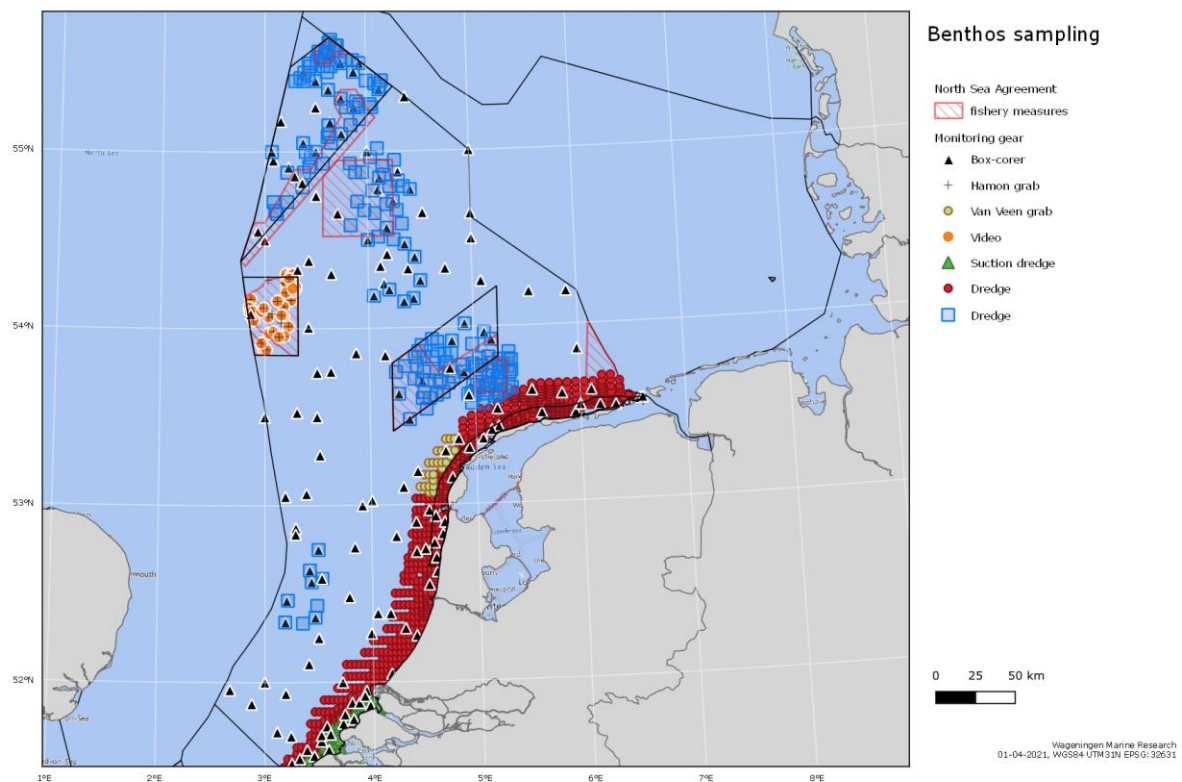 Benthos sampling
North Sea Agreement
fishery measures
Monitoring gear
Box-corer
Hamon grab
Van Veen grab
Video
Suction dredge
Dredge
Dredge
0 25 50 km
Wageningen Marine Research
01-04-2021, WGS84 UTM31N EPSG:32631
55°N
54°N
53°N
52°N
1°E 2°E 3°E 4°E 5°E 6°E 7°E 8°E
North Sea
mouth